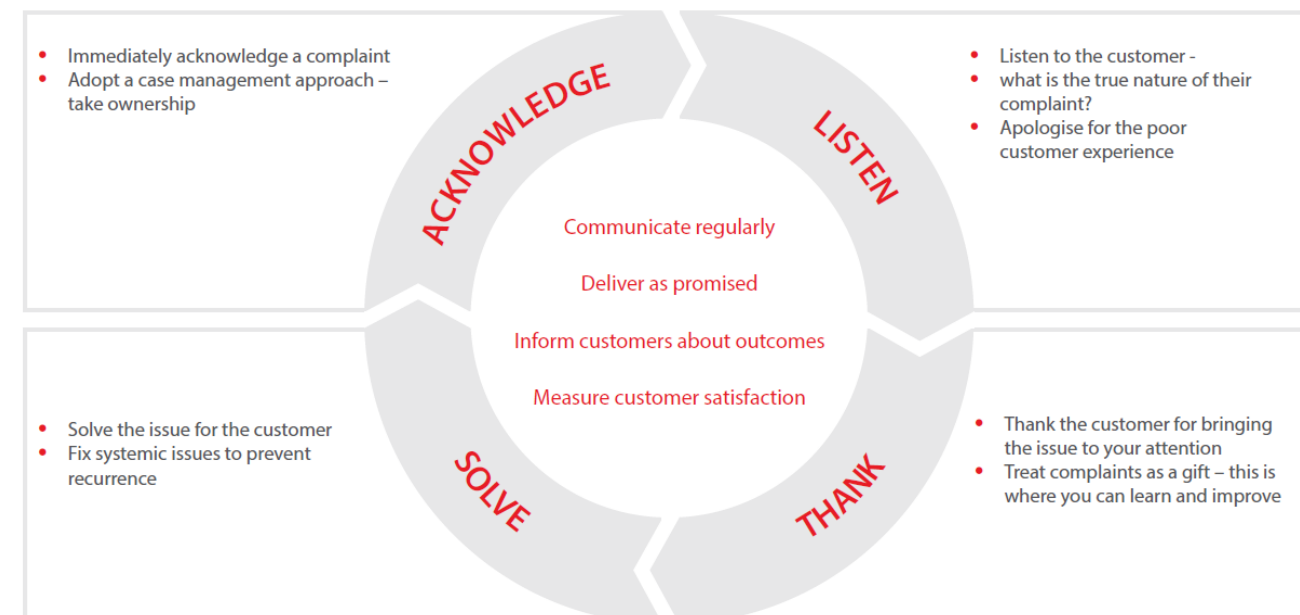 • Immediately acknowledge a complaint
• Adopt a case management approach –
take ownership
ACKNOWLEDGE
• Listen to the customer -
• what is the true nature of their
complaint?
• Apologise for the poor
customer experience
LISTEN
Communicate regularly
Deliver as promised
Inform customers about outcomes
Measure customer satisfaction
• Solve the issue for the customer
• Fix systemic issues to prevent
recurrence
SOLVE
• Thank the customer for bringing
the issue to your attention
• Treat complaints as a gift – this is
where you can learn and improve
THANK